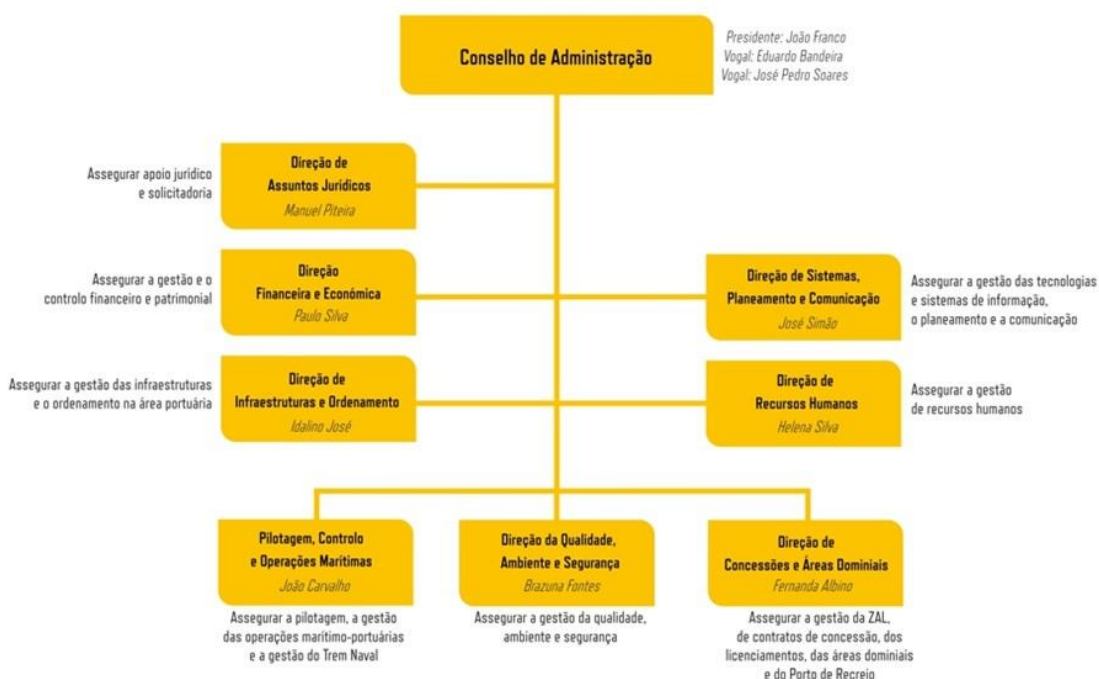 Conselho de Administração
Presidente: João Franco
Vogal: Eduardo Bandeira
Vogal: José Pedro Soares
Assegurar apoio jurídico
e solicitadoria
Direção de
Assuntos Jurídicos
Manuel Piteira
Assegurar a gestão e o
controlo financeiro e patrimonial
Direção
Financeira e Económica
Paulo Silva
Direção de Sistemas,
Planeamento e Comunicação
José Simão
Assegurar a gestão das tecnologias
e sistemas de informação,
o planeamento e a comunicação
Assegurar a gestão das infraestruturas
e o ordenamento na área portuária
Direção de
Infraestruturas e Ordenamento
Idalino José
Direção de
Recursos Humanos
Helena Silva
Assegurar a gestão
de recursos humanos
Pilotagem, Controlo
e Operações Marítimas
João Carvalho
Assegurar a pilotagem, a gestão
das operações marítimo-portuárias
e a gestão do Trem Naval
Direção da Qualidade,
Ambiente e Segurança
Brazuna Fontes
Assegurar a gestão da qualidade,
ambiente e segurança
Direção de
Concessões e Áreas Dominiais
Fernanda Albino
Assegurar a gestão da ZAL,
de contratos de concessão, dos
licenciamentos, das áreas dominiais
e do Porto de Recreio